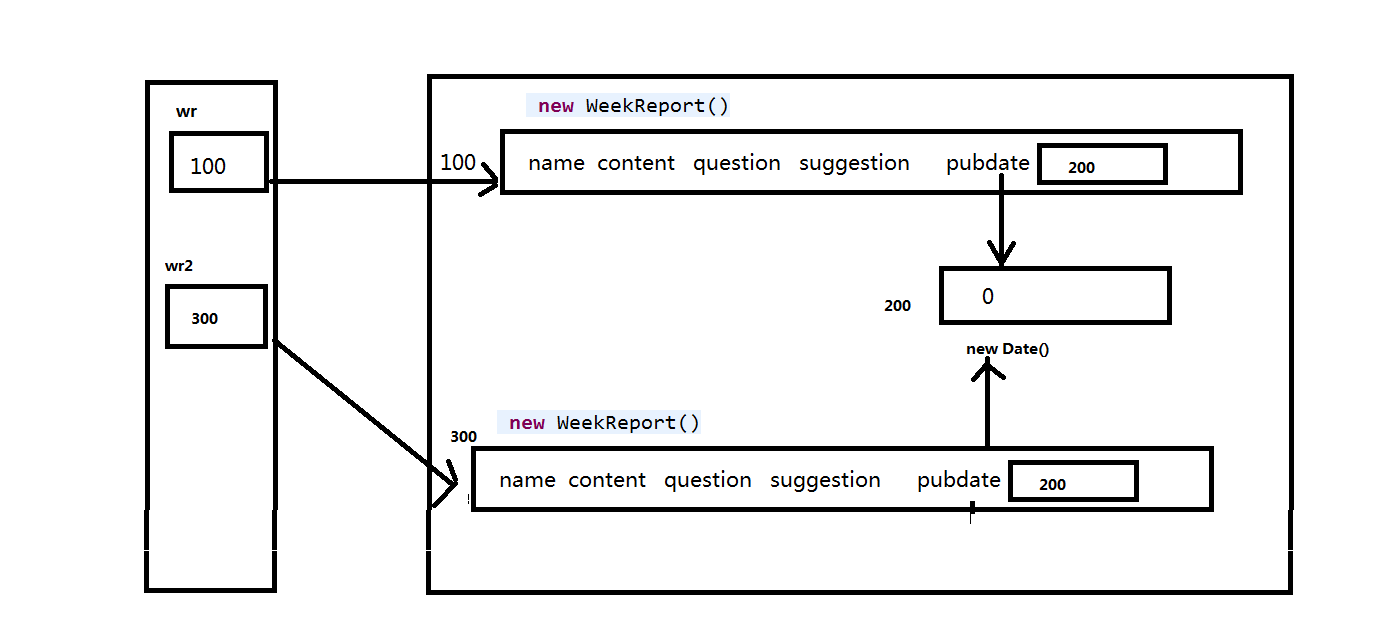 new WeekReport()
wr
100
100
name content question suggestion pubdate 200
wr2
300
200
0
new Date()
new WeekReport()
300
name content question suggestion pubdate 200